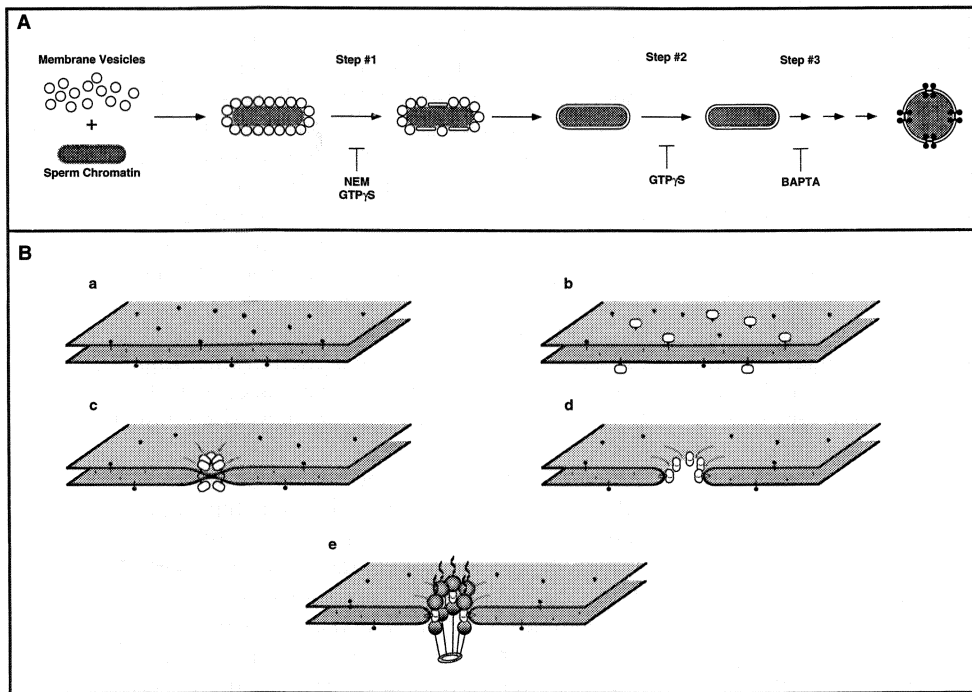 A
Membrane Vesicles
Step #1
Step #2
Step #3
+
Sperm Chromatin
NEM
GTPγS
GTPγS
BAPTA
B
a
b
c
d
e